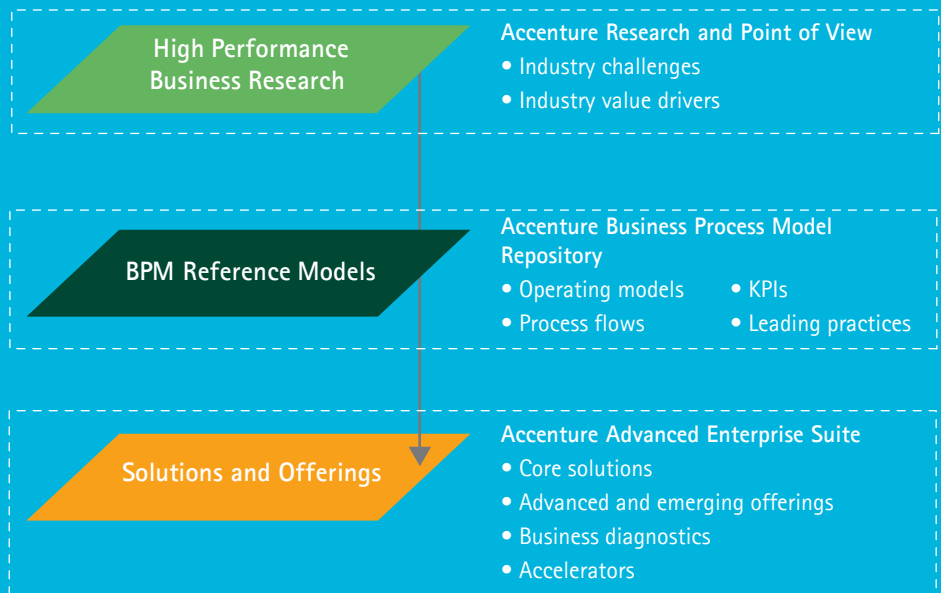 High Performance
Business Research
Accenture Research and Point of View
• Industry challenges
• Industry value drivers
BPM Reference Models
Accenture Business Process Model
Repository
• Operating models
• KPIs
• Process flows
• Leading practices
Solutions and Offerings
Accenture Advanced Enterprise Suite
• Core solutions
• Advanced and emerging offerings
• Business diagnostics
• Accelerators